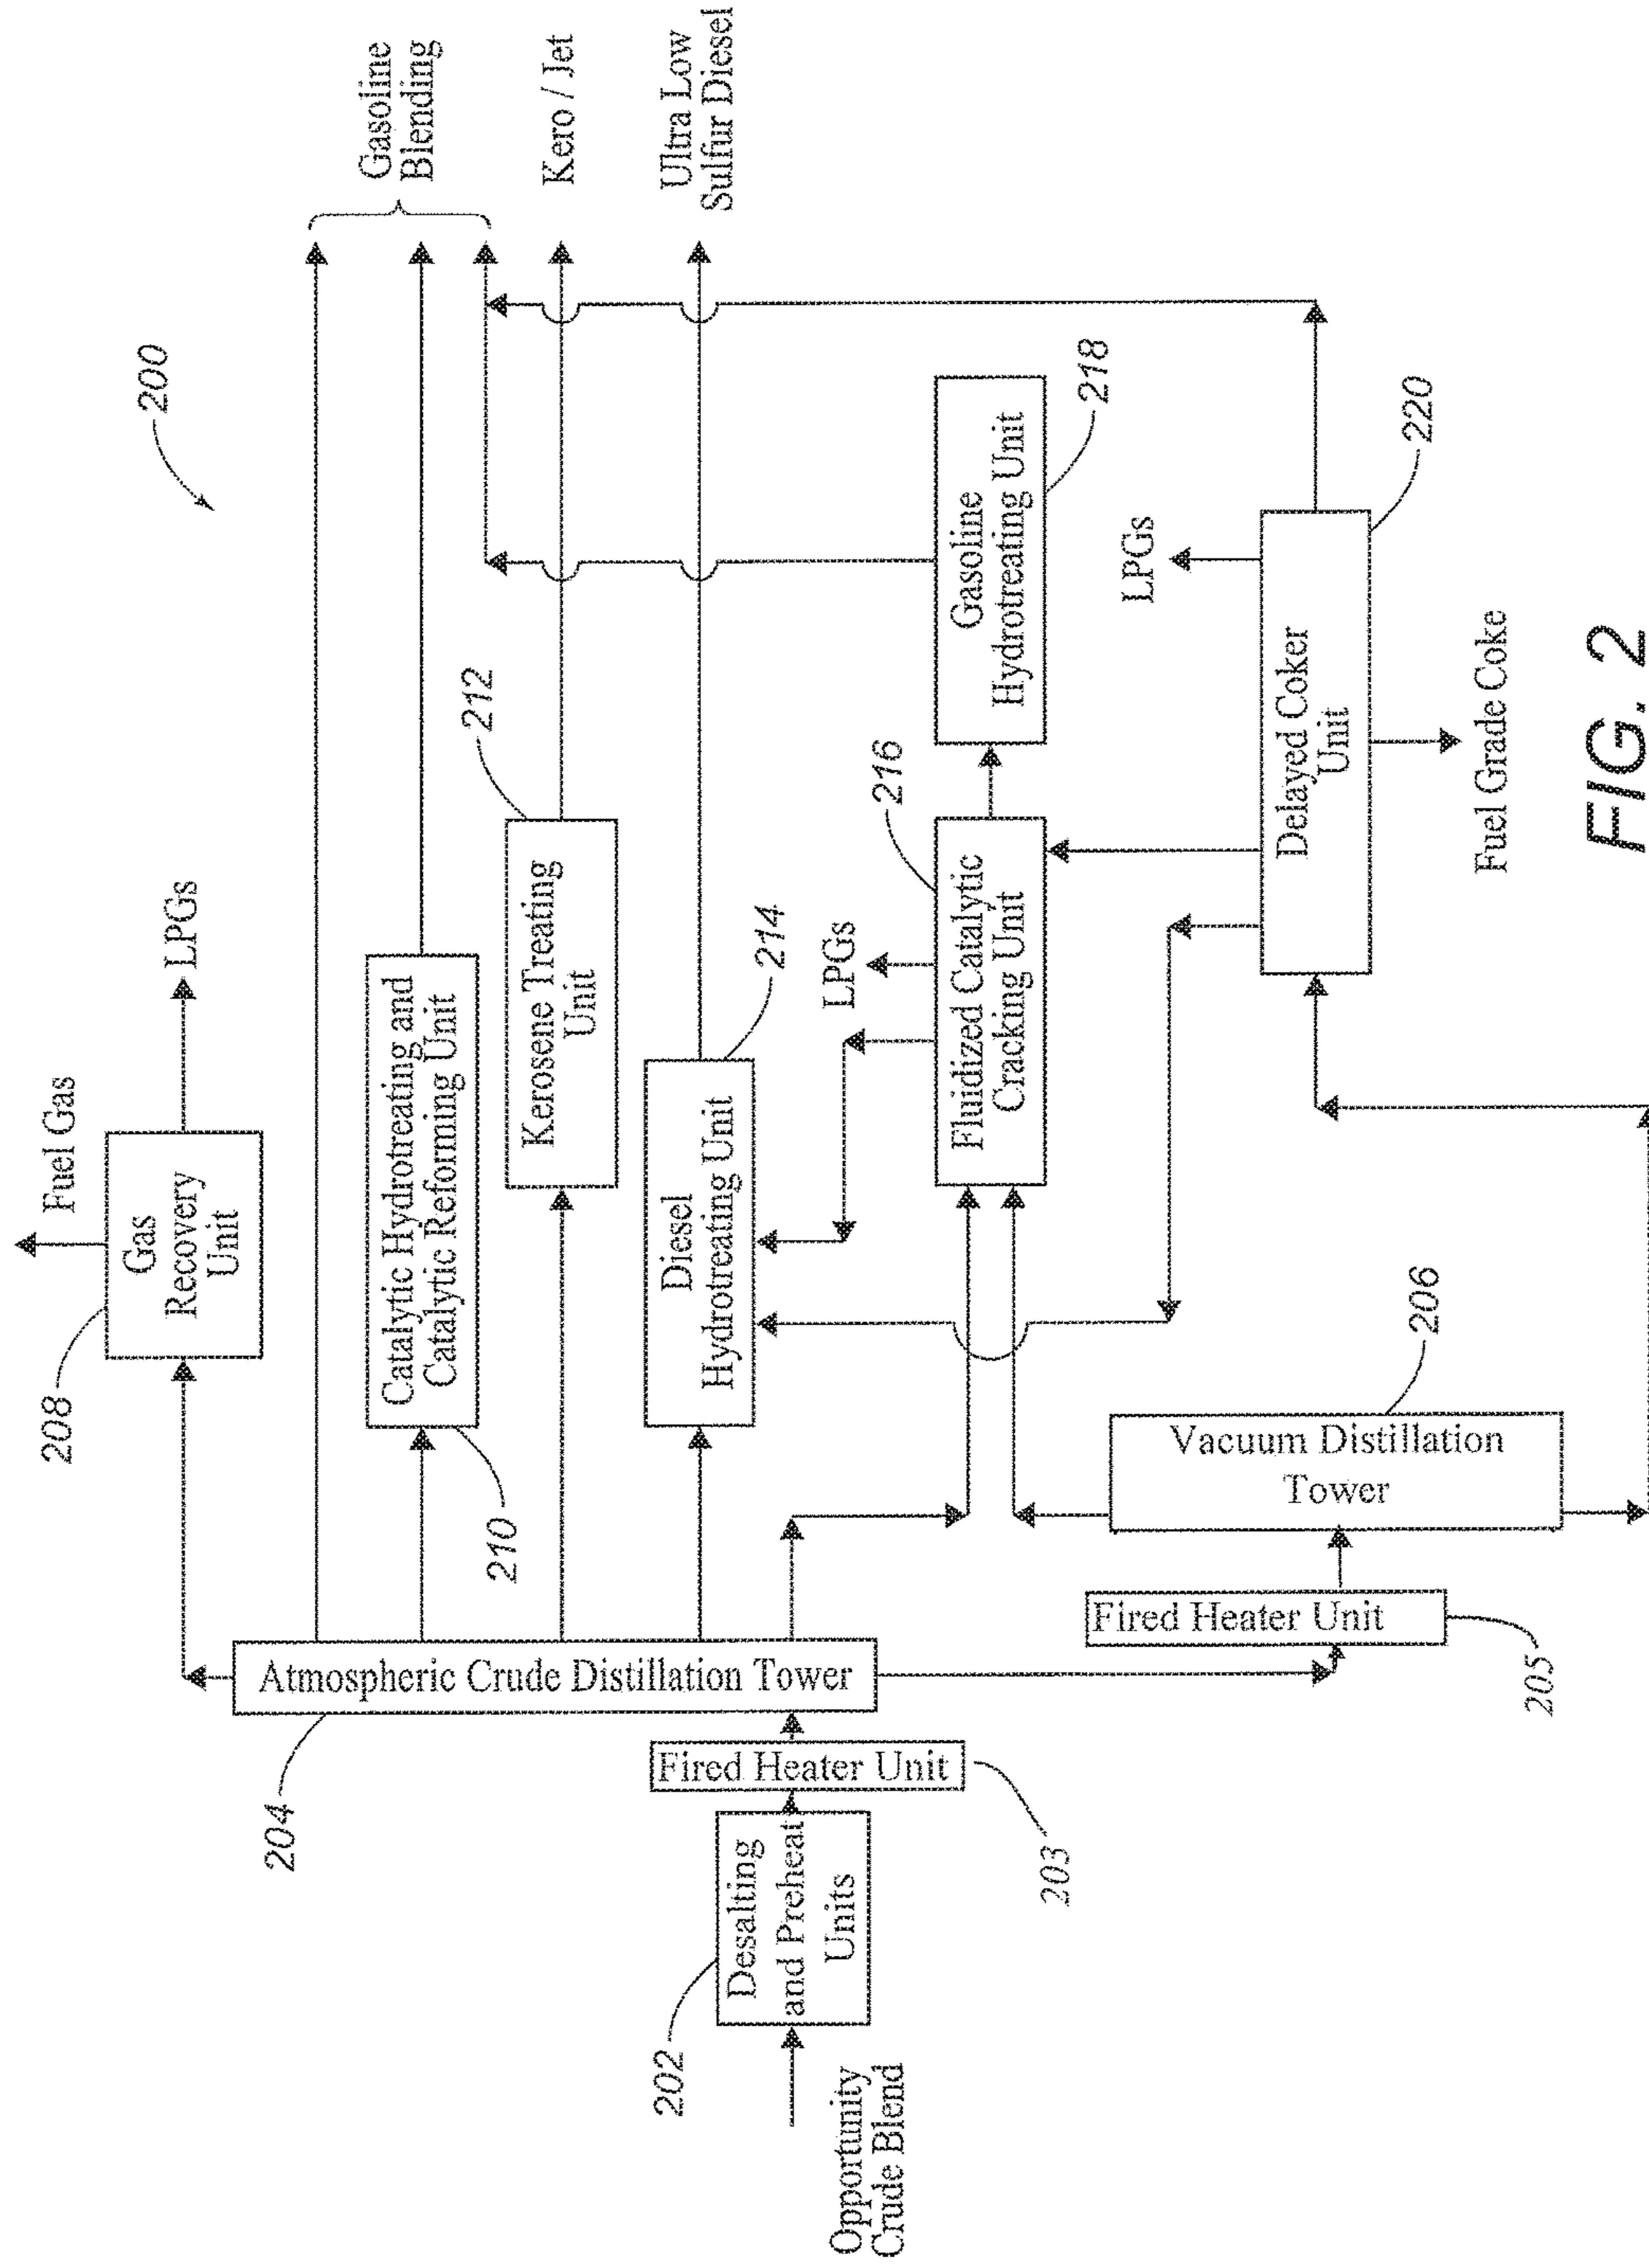 200
Fuel Gas
208
Gas
Recovery
Unit
LPGs
Gasoline
Blending
210
Catalytic Hydrotreating and
Catalytic Reforming Unit
212
Kerosene Treating
Unit
Kero / Jet
214
Diesel
Hydrotreating Unit
Ultra Low
Sulfur Diesel
204
Atmospheric Crude Distillation Tower
Fired Heater Unit
203
202
Desalting
and Preheat
Units
Opportunity
Crude Blend
LPGs
216
Fluidized Catalytic
Cracking Unit
Gasoline
Hydrotreating Unit
218
Fired Heater Unit
205
Vacuum Distillation
Tower
206
LPGs
Delayed Coker
Unit
220
Fuel Grade Coke
FIG. 2